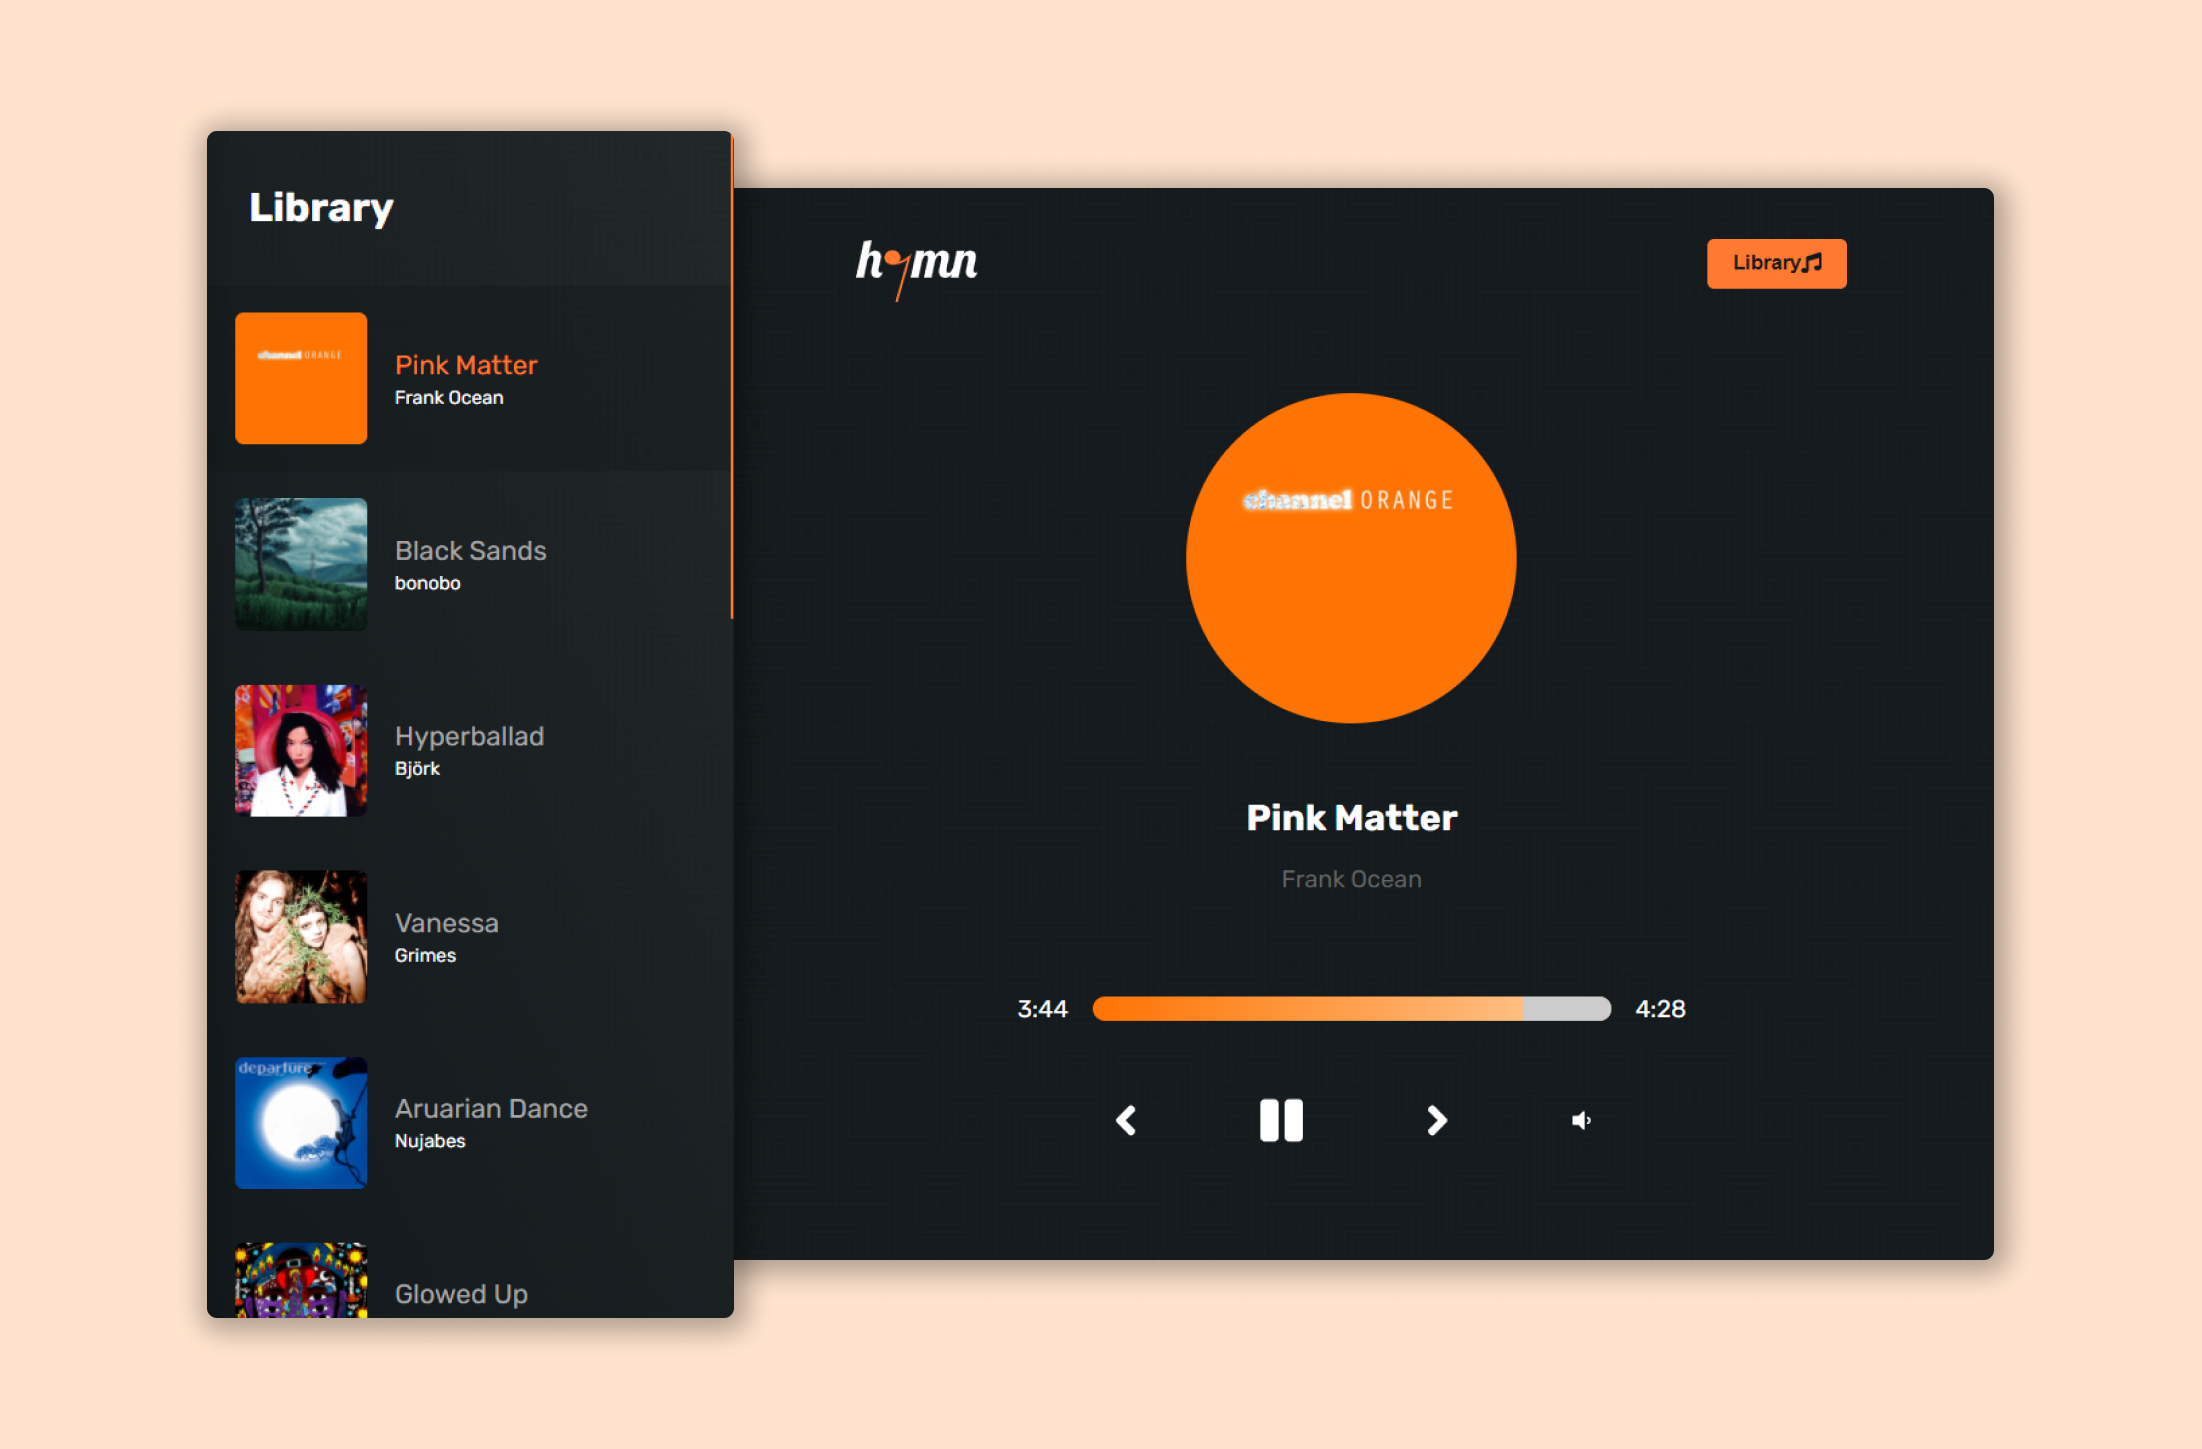 Library
channel ORANGE
Pink Matter
Frank Ocean
Black Sands
bonobo
Hyperballad
Björk
Vanessa
Grimes
departure
Aruarian Dance
Nujabes
Glowed Up
hymn
Library
channel ORANGE
Pink Matter
Frank Ocean
3:44
4:28